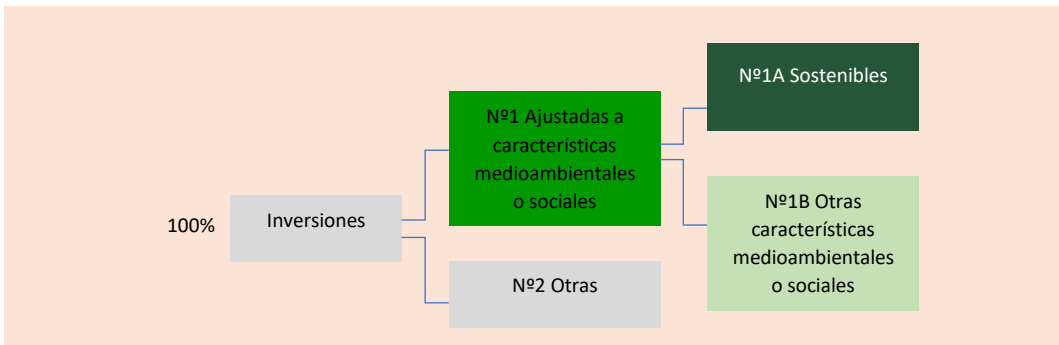 100%
Inversiones
Nº1 Ajustadas a
características
medioambientales
o sociales
Nº2 Otras
Nº1A Sostenibles
Nº1B Otras
características
medioambientales
o sociales